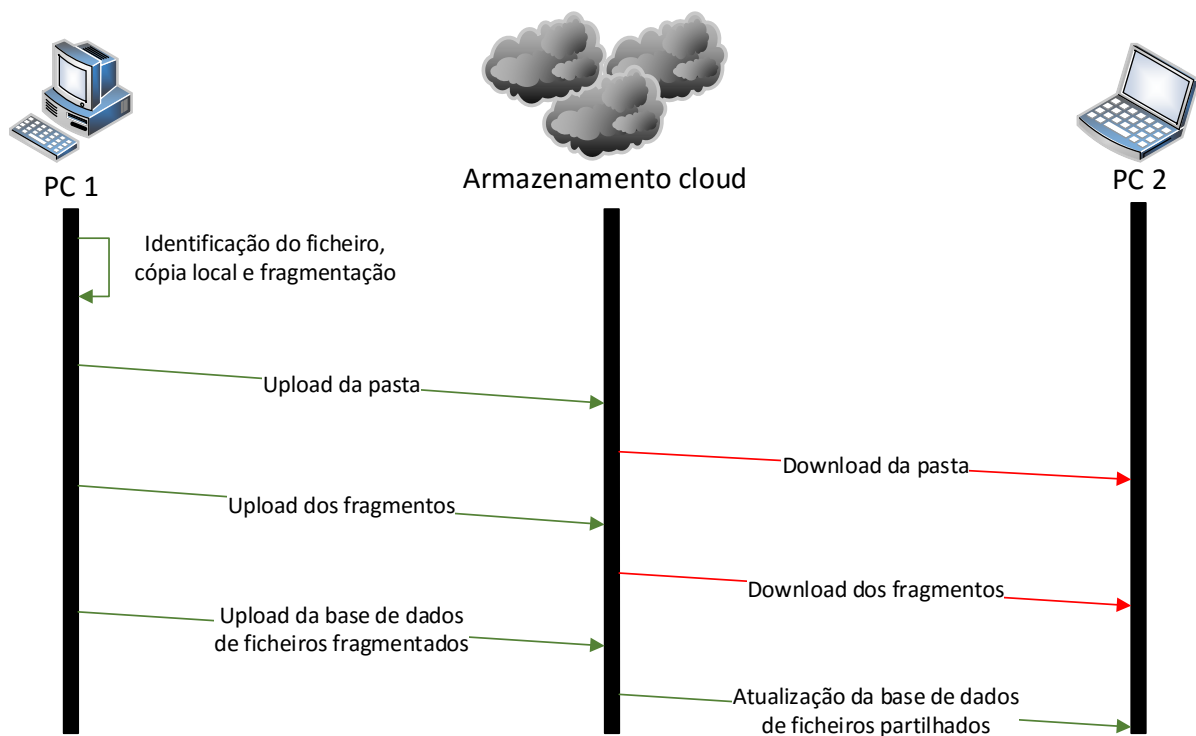 PC 1
Armazenamento cloud
PC 2
Identificação do ficheiro,
cópia local e fragmentação
Upload da pasta
Download da pasta
Upload dos fragmentos
Download dos fragmentos
Upload da base de dados
de ficheiros fragmentados
Atualização da base de dados
de ficheiros partilhados